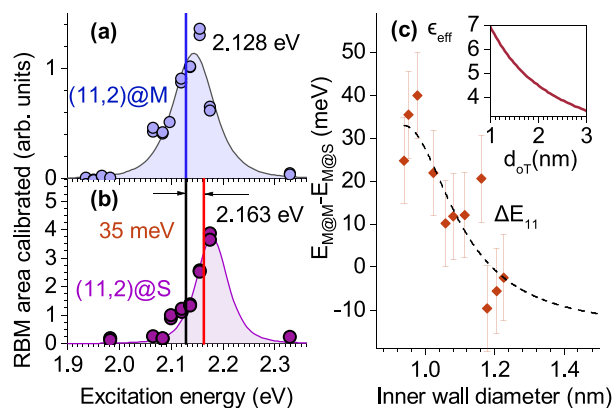 (a)
2.128 eV
(11,2)@M
1
0
(b)
2.163 eV
35 meV
(11,2)@S
5
4
3
2
1
0
RBM area calibrated (arb. units)
1.9 2.0 2.1 2.2 2.3
Excitation energy (eV)
(c)
ϵeff
7
6
5
4
1 2 3
doT(nm)
50
40
30
20
10
0
-10
EM@M-EM@S (meV)
ΔE11
1.0 1.2 1.4
Inner wall diameter (nm)